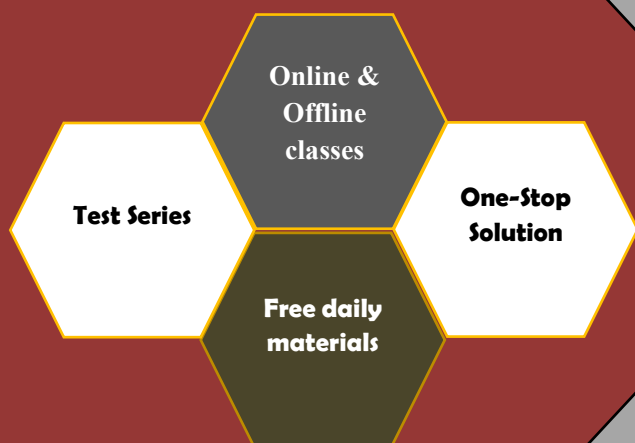 Online &
Offline
classes
Test Series
One-Stop
Solution
Free daily
materials